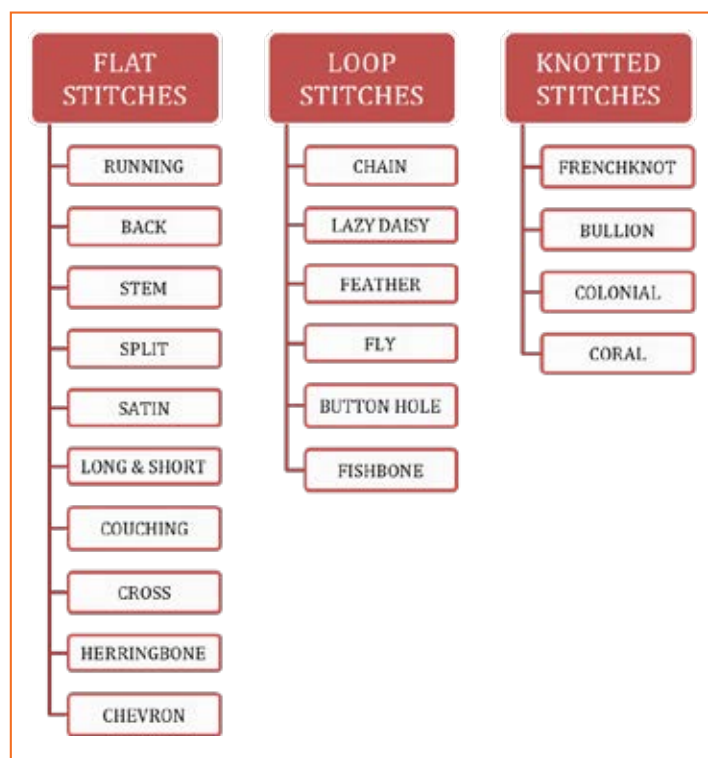 FLAT
STITCHES
RUNNING
BACK
STEM
SPLIT
SATIN
LONG & SHORT
COUCHING
CROSS
HERRINGBONE
CHEVRON
LOOP
STITCHES
CHAIN
LAZY DAISY
FEATHER
FLY
BUTTON HOLE
FISHBONE
KNOTTED
STITCHES
FRENCHKNOT
BULLION
COLONIAL
CORAL